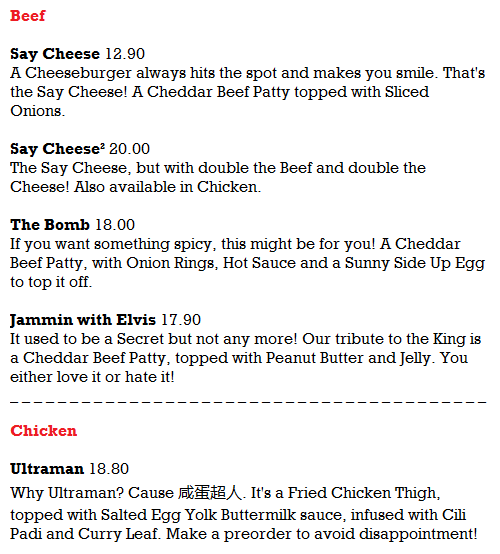 Beef
Say Cheese 12.90
A Cheeseburger always hits the spot and makes you smile. That's
the Say Cheese! A Cheddar Beef Patty topped with Sliced
Onions.
Say Cheese² 20.00
The Say Cheese, but with double the Beef and double the
Cheese! Also available in Chicken.
The Bomb 18.00
If you want something spicy, this might be for you! A Cheddar
Beef Patty, with Onion Rings, Hot Sauce and a Sunny Side Up Egg
to top it off.
Jammin with Elvis 17.90
It used to be a Secret but not any more! Our tribute to the King is
a Cheddar Beef Patty, topped with Peanut Butter and Jelly. You
either love it or hate it!
Chicken
Ultraman 18.80
Why Ultraman? Cause 咸蛋超人. It's a Fried Chicken Thigh,
topped with Salted Egg Yolk Buttermilk sauce, infused with Cili
Padi and Curry Leaf. Make a preorder to avoid disappointment!